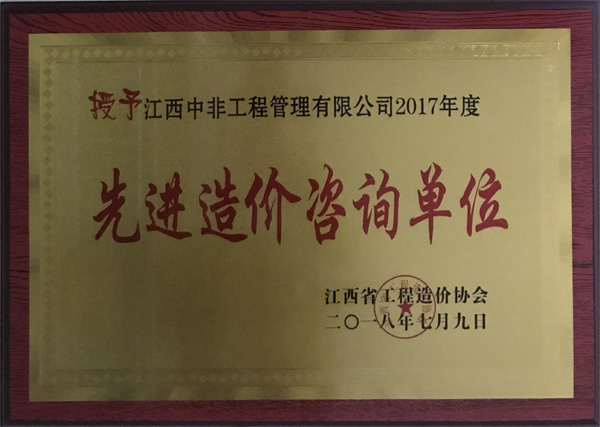 授予江西中非工程管理有限公司2017年度
先进造价咨询单位
江西省工程造价协会
二〇一八年七月九日